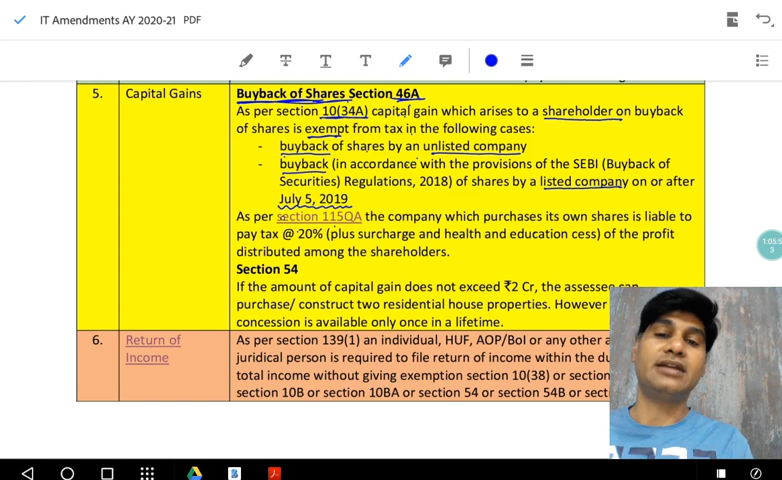 IT Amendments AY 2020-21 PDF
5. Capital Gains Buyback of Shares Section 46A
As per section 10(34A) capital gain which arises to a shareholder on buyback
of shares is exempt from tax in the following cases:
- buyback of shares by an unlisted company
- buyback (in accordance with the provisions of the SEBI (Buyback of
Securities) Regulations, 2018) of shares by a listed company on or after
July 5, 2019
As per section 115QA the company which purchases its own shares is liable to
pay tax @ 20% (plus surcharge and health and education cess) of the profit
distributed among the shareholders.
Section 54
If the amount of capital gain does not exceed ₹2 Cr, the assessee can
purchase/ construct two residential house properties. However
concession is available only once in a lifetime.
6. Return of Income As per section 139(1) an individual, HUF, AOP/BoI or any other a
juridical person is required to file return of income within the du
total income without giving exemption section 10(38) or section
section 10B or section 10BA or section 54 or section 54B or sect
1:05:5
3